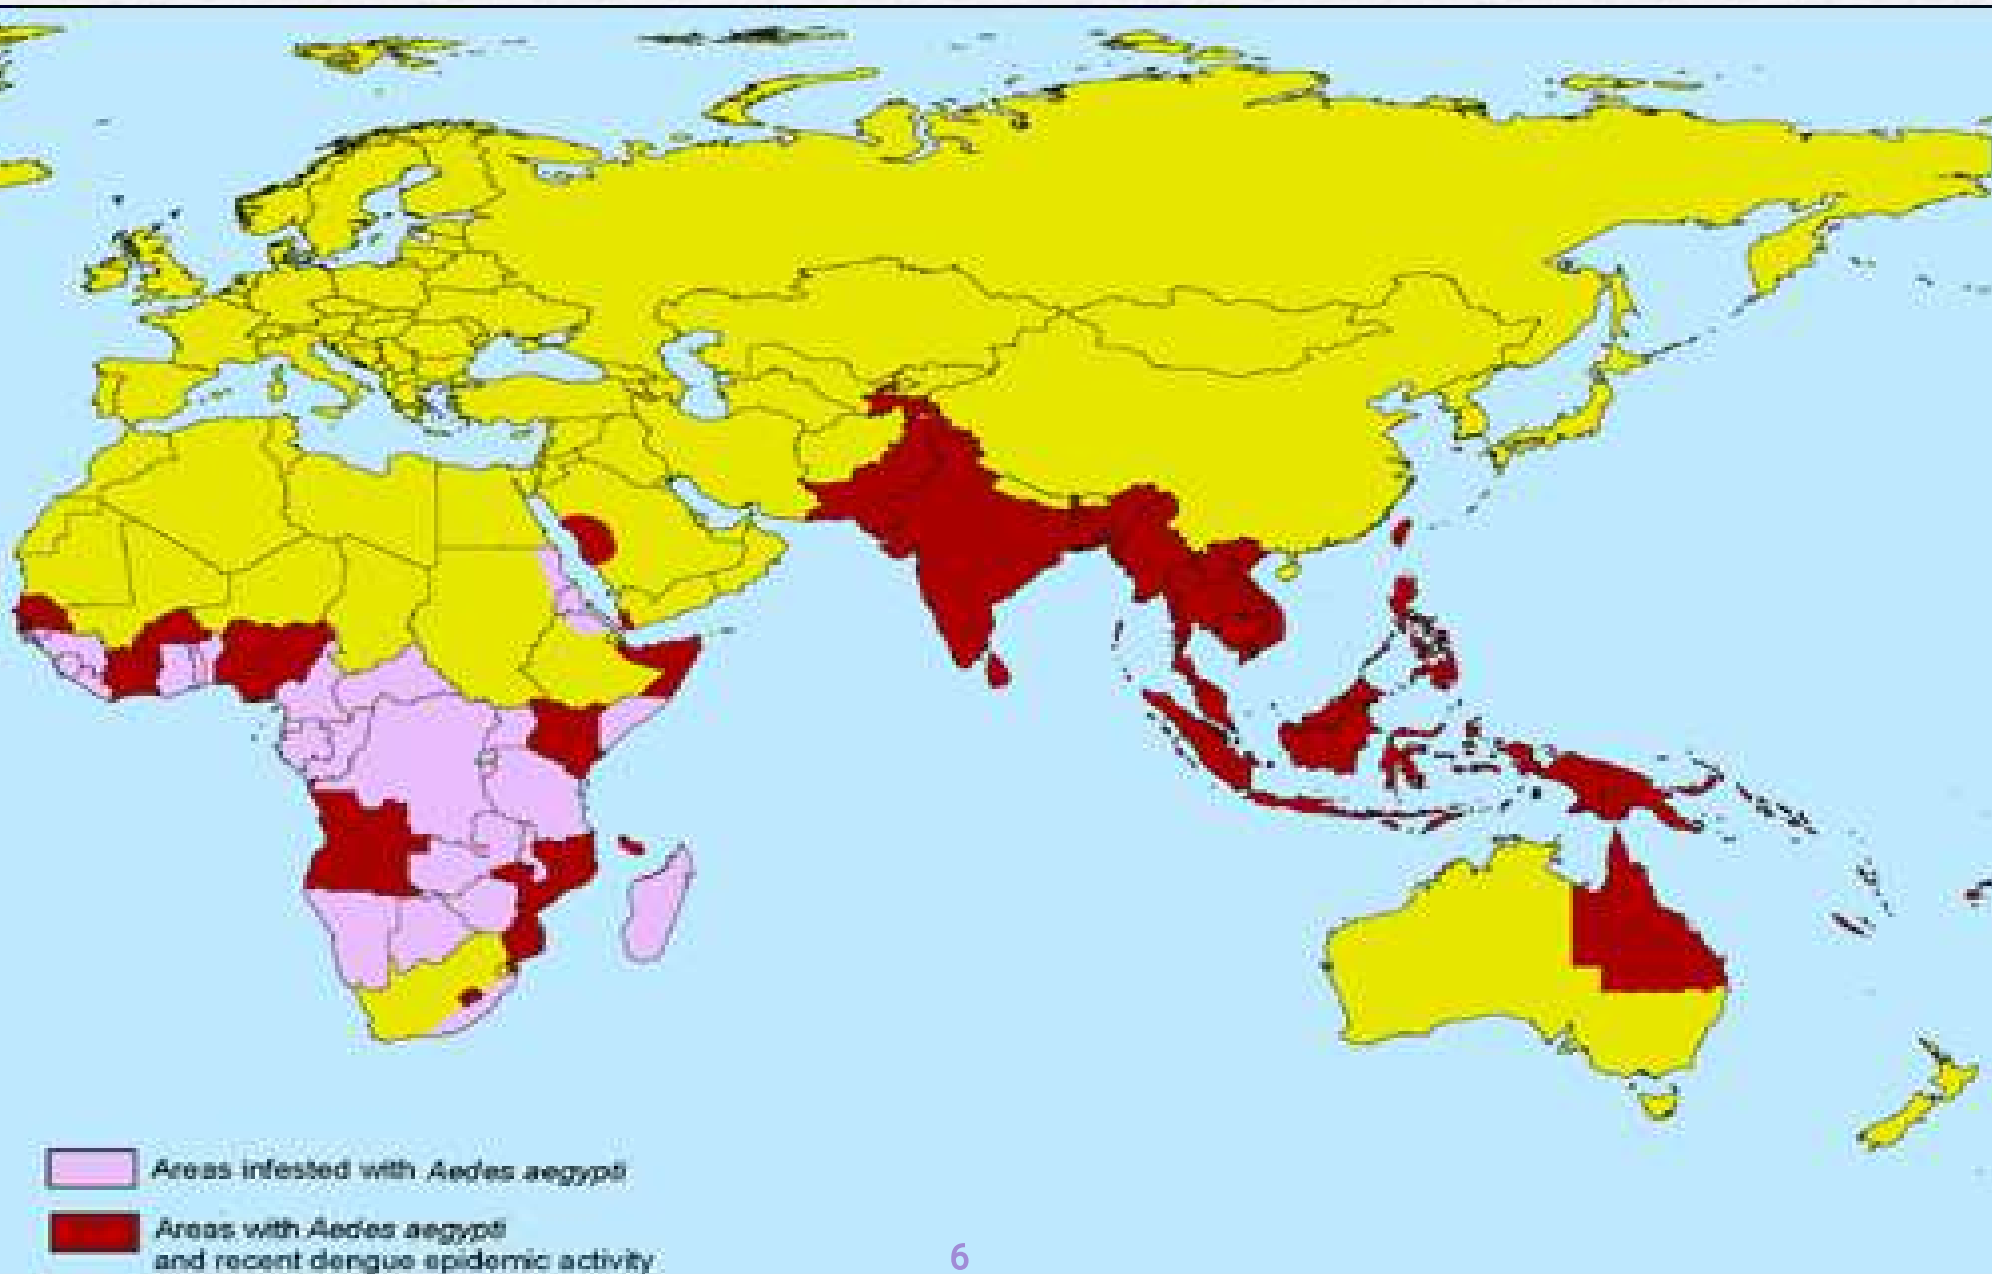 Areas infested with Aedes aegypti
Areas with Aedes aegypti
and recent dengue epidemic activity
6